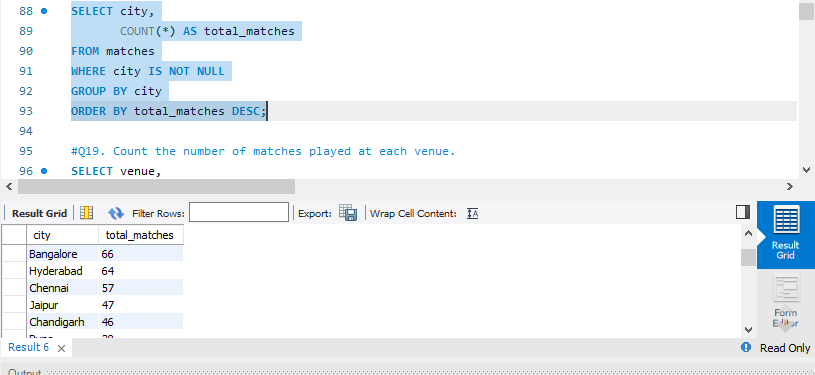 88 SELECT city,
89 COUNT(*) AS total_matches
90 FROM matches
91 WHERE city IS NOT NULL
92 GROUP BY city
93 ORDER BY total_matches DESC;
94
95 #Q19. Count the number of matches played at each venue.
96 SELECT venue,
Result Grid Filter Rows: Export: Wrap Cell Content:
city total_matches
Bangalore 66
Hyderabad 64
Chennai 57
Jaipur 47
Chandigarh 46
Result Grid
Form Editor
Result 6 Read Only
Output